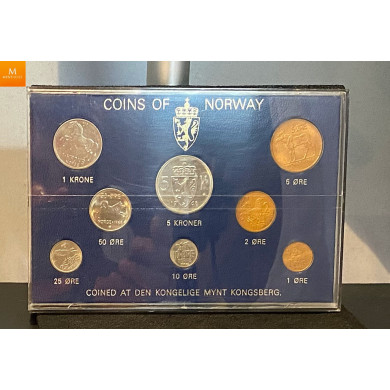 M
COINS OF NORWAY
1 KRONE
5 ØRE
5 KRONER
50 ØRE
2 ØRE
25 ØRE
10 ØRE
1 ØRE
COINED AT DEN KONGELIGE MYNT KONGSBERG.